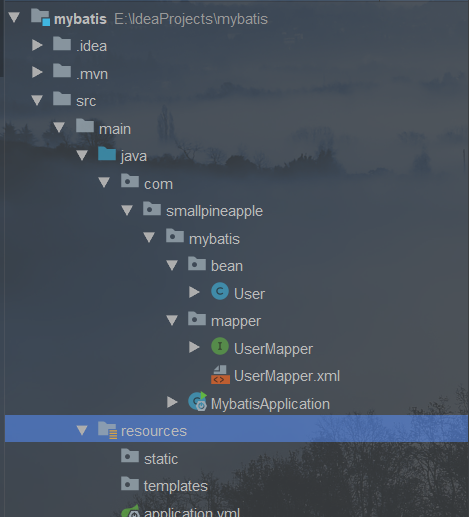 mybatis E:\IdeaProjects\mybatis
.idea
.mvn
src
main
java
com
smallpineapple
mybatis
bean
C User
mapper
I UserMapper
UserMapper.xml
MybatisApplication
resources
static
templates
application.yml